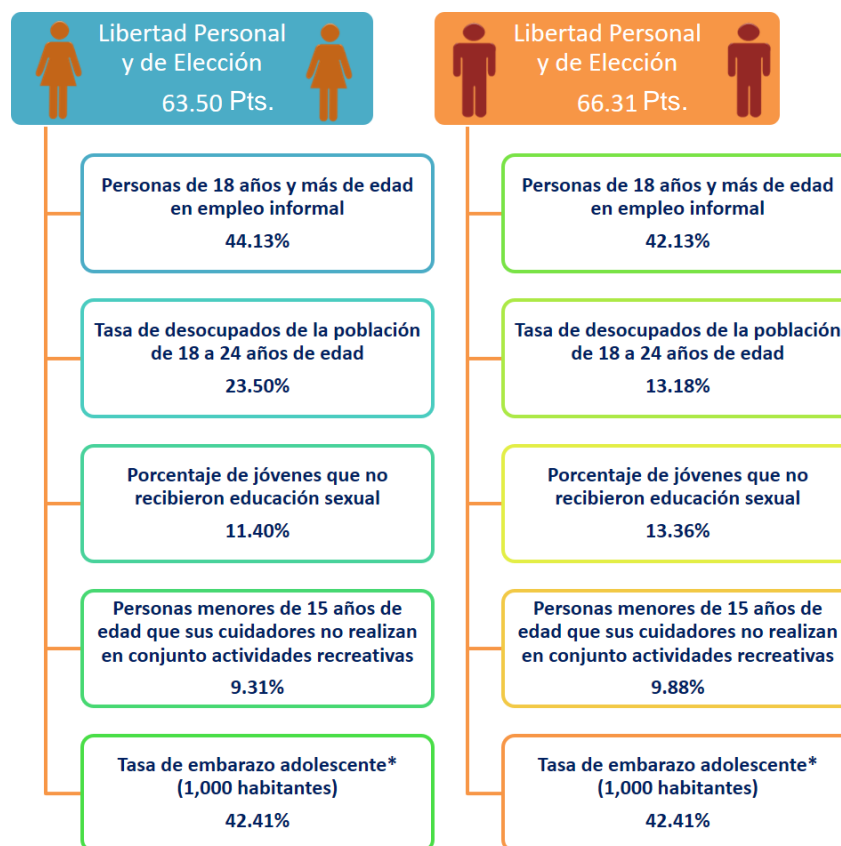 Libertad Personal
y de Elección
63.50 Pts.
Personas de 18 años y más de edad
en empleo informal
44.13%
Tasa de desocupados de la población
de 18 a 24 años de edad
23.50%
Porcentaje de jóvenes que no
recibieron educación sexual
11.40%
Personas menores de 15 años de
edad que sus cuidadores no realizan
en conjunto actividades recreativas
9.31%
Tasa de embarazo adolescente*
(1,000 habitantes)
42.41%
Libertad Personal
y de Elección
66.31 Pts.
Personas de 18 años y más de edad
en empleo informal
42.13%
Tasa de desocupados de la población
de 18 a 24 años de edad
13.18%
Porcentaje de jóvenes que no
recibieron educación sexual
13.36%
Personas menores de 15 años de
edad que sus cuidadores no realizan
en conjunto actividades recreativas
9.88%
Tasa de embarazo adolescente*
(1,000 habitantes)
42.41%